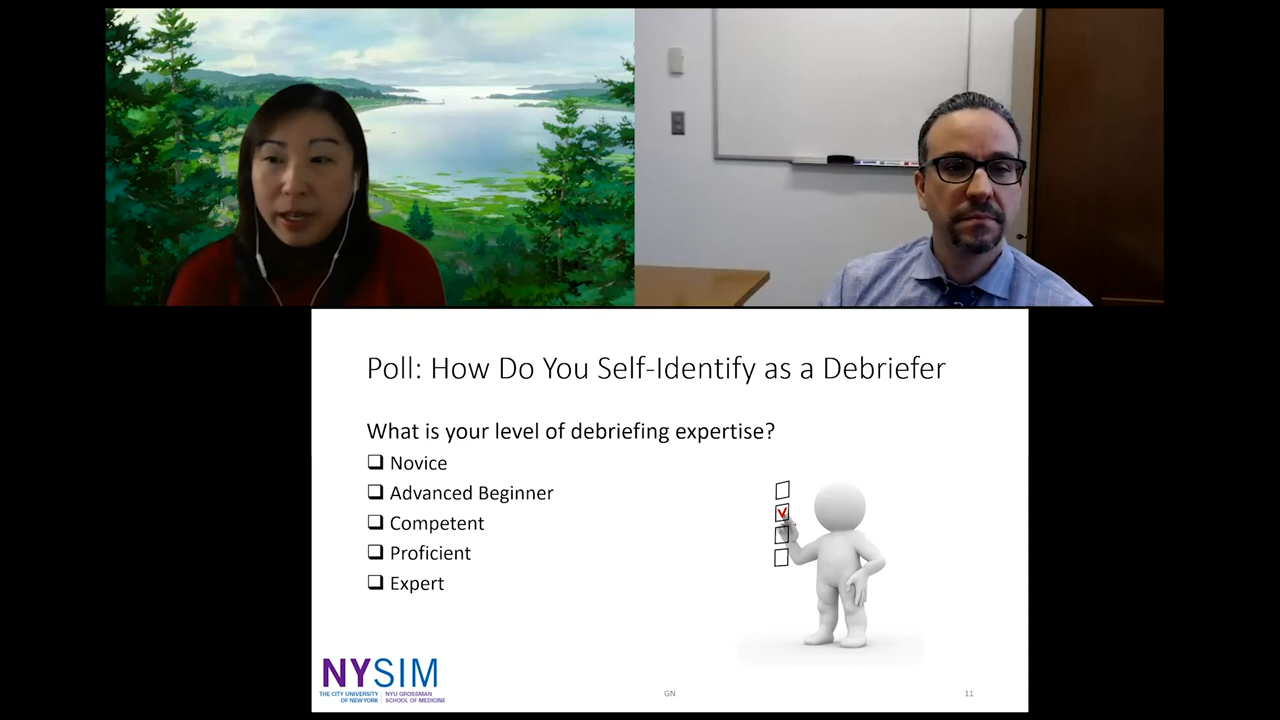 Poll: How Do You Self-Identify as a Debriefer
What is your level of debriefing expertise?
Novice
Advanced Beginner
Competent
Proficient
Expert
NYSIM
THE CITY UNIVERSITY
OF NEW YORK
NYU GROSSMAN
SCHOOL OF MEDICINE
GN
11